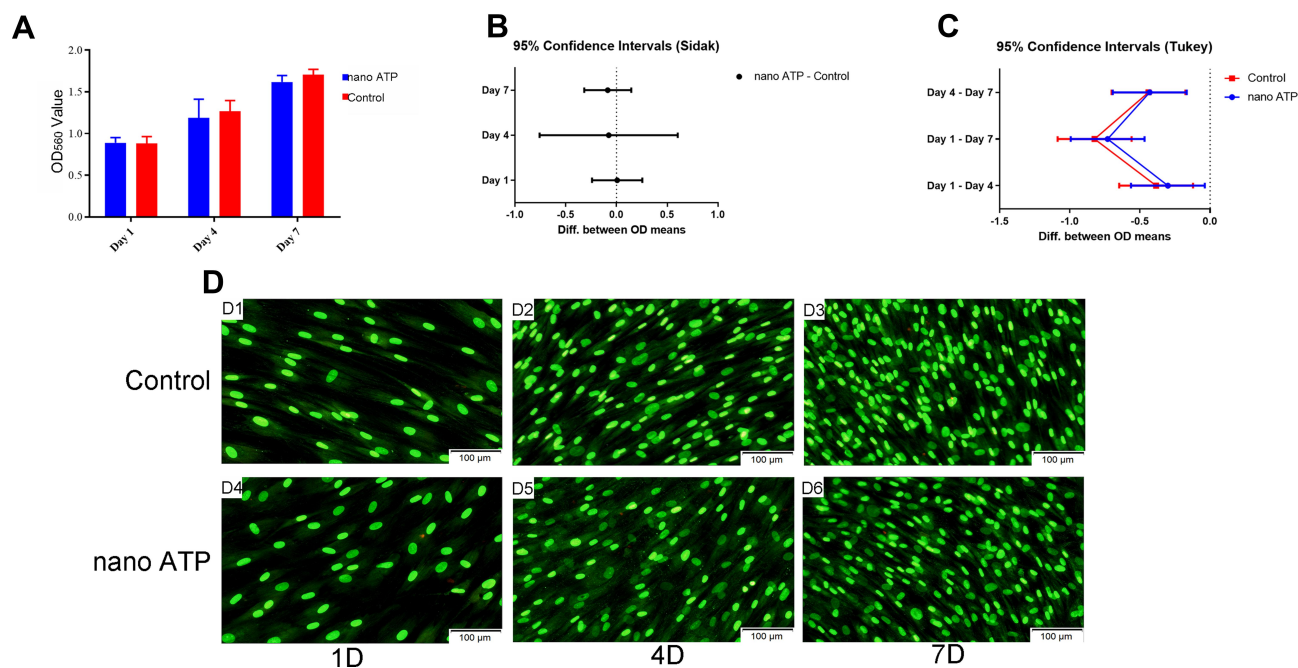 A
2.0
1.5
1.0
0.5
0.0
OD560 Value
Day 1
Day 4
Day 7
nano ATP
Control
B
95% Confidence Intervals (Sidak)
nano ATP - Control
Day 7
Day 4
Day 1
-1.0 -0.5 0.0 0.5 1.0
Diff. between OD means
C
95% Confidence Intervals (Tukey)
Control
nano ATP
Day 4 - Day 7
Day 1 - Day 7
Day 1 - Day 4
-1.5 -1.0 -0.5 0.0
Diff. between OD means
D
Control
D1
100 μm
D2
100 μm
D3
100 μm
nano ATP
D4
100 μm
D5
100 μm
D6
100 μm
1D
4D
7D